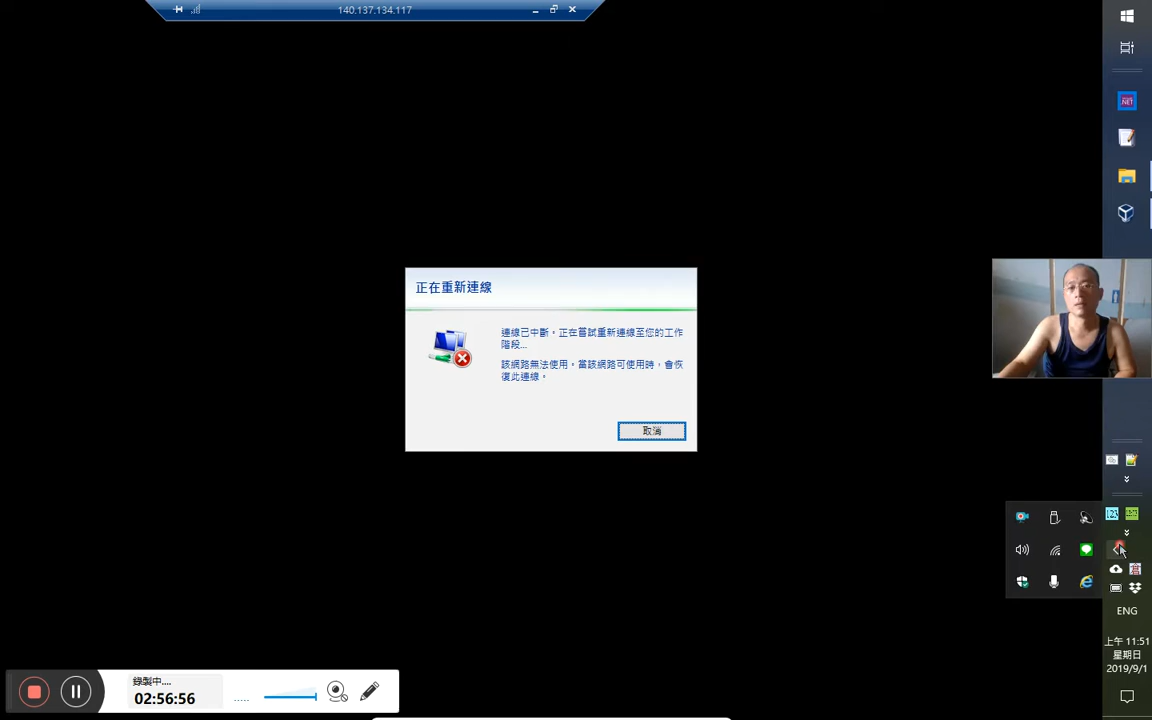 140.137.134.117
正在重新連線
連線已中斷。正在嘗試重新連線至您的工作
階段...
該網路無法使用。當該網路可使用時，會恢
復此連線。
取消
NET
ENG
上午 11:51
星期日
2019/9/1
錄製中....
02:56:56